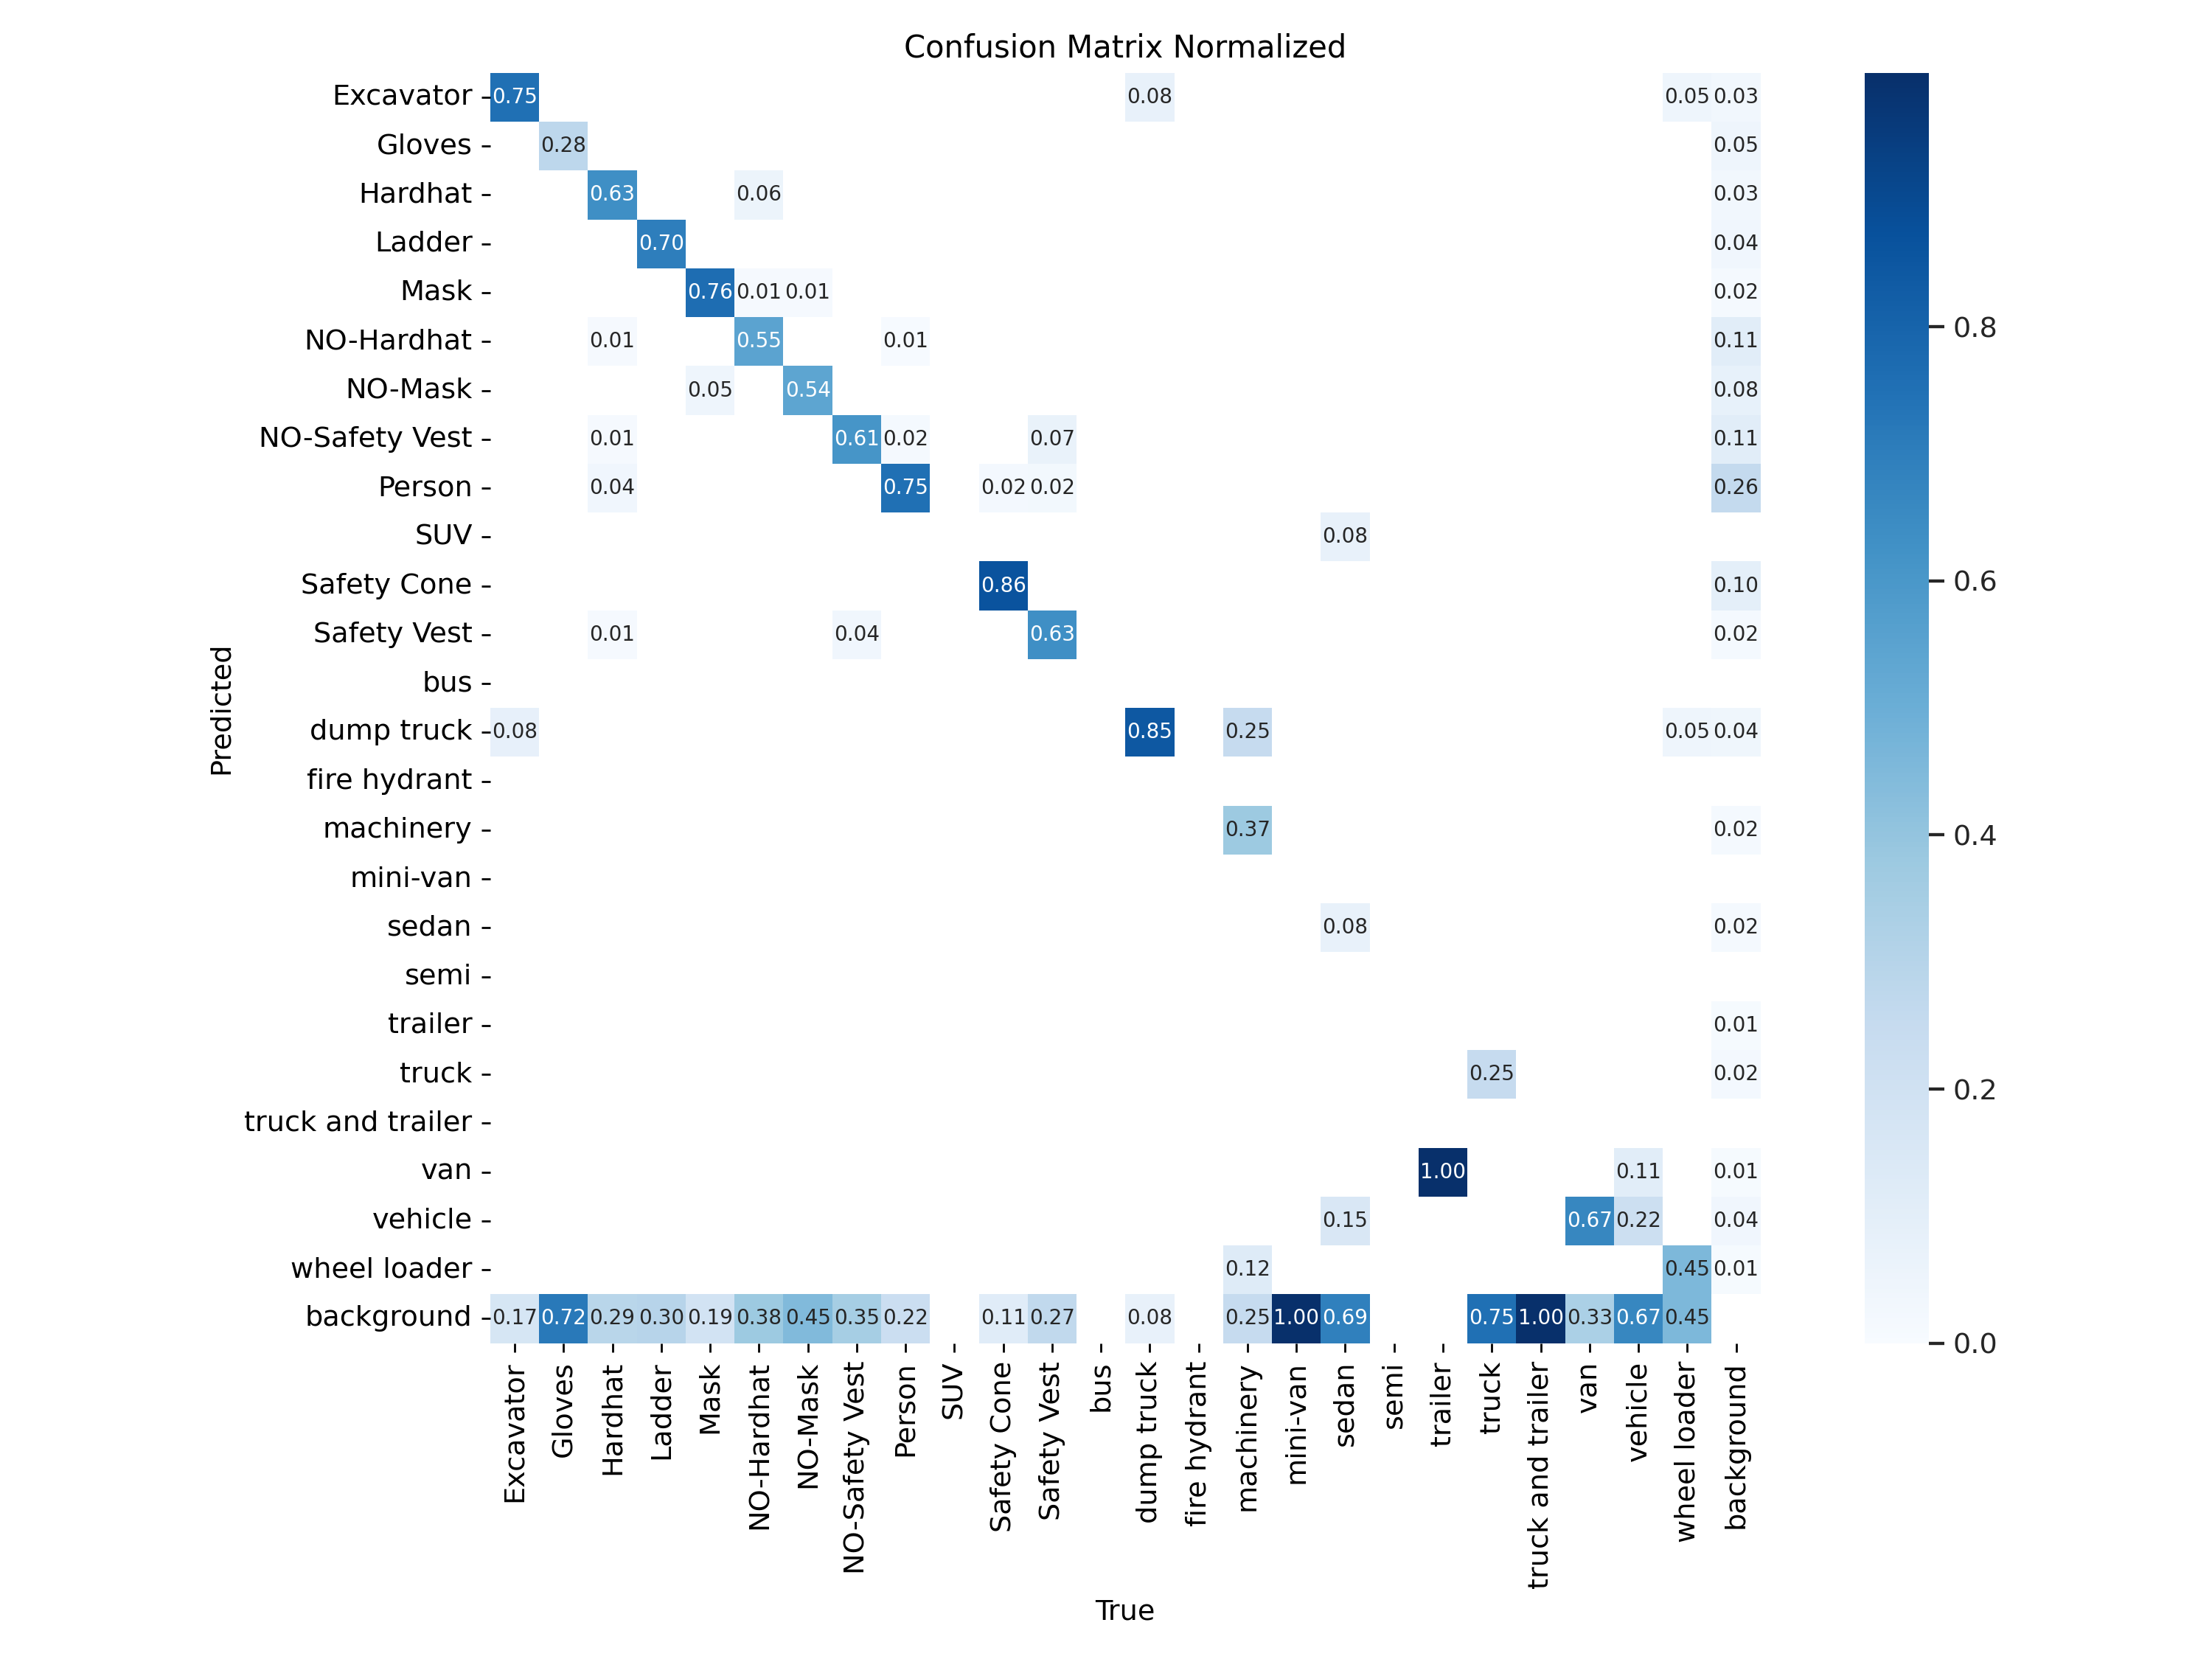 Confusion Matrix Normalized
Excavator 0.75 0.08 0.05 0.03
Gloves 0.28 0.05
Hardhat 0.63 0.06 0.03
Ladder 0.70 0.04
Mask 0.76 0.01 0.01 0.02
NO-Hardhat 0.01 0.55 0.01 0.11
NO-Mask 0.05 0.54 0.08
NO-Safety Vest 0.01 0.61 0.02 0.07 0.11
Person 0.04 0.75 0.02 0.02 0.26
SUV 0.08
Safety Cone 0.86 0.10
Safety Vest 0.01 0.04 0.63 0.02
bus
dump truck 0.08 0.85 0.25 0.05 0.04
fire hydrant
machinery 0.37 0.02
mini-van
sedan 0.08 0.02
semi
trailer 0.01
truck 0.25 0.02
truck and trailer
van 1.00 0.11 0.01
vehicle 0.15 0.67 0.22 0.04
wheel loader 0.12 0.45 0.01
background 0.17 0.72 0.29 0.30 0.19 0.38 0.45 0.35 0.22 0.11 0.27 0.08 0.25 1.00 0.69 0.75 1.00 0.33 0.67 0.45
Predicted
Excavator
Gloves
Hardhat
Ladder
Mask
NO-Hardhat
NO-Mask
NO-Safety Vest
Person
SUV
Safety Cone
Safety Vest
bus
dump truck
fire hydrant
machinery
mini-van
sedan
semi
trailer
truck
truck and trailer
van
vehicle
wheel loader
background
True
0.8
0.6
0.4
0.2
0.0